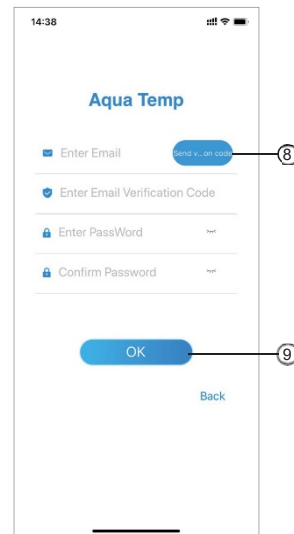 14:38
Aqua Temp
Enter Email
Send v...on code
8
Enter Email Verification Code
Enter PassWord
Confirm Password
OK
9
Back